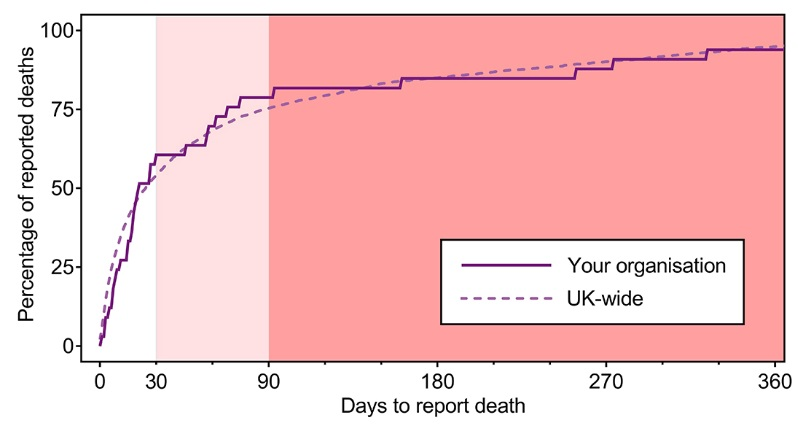 Percentage of reported deaths
100
75
50
25
0
Your organisation
UK-wide
0 30 90 180 270 360
Days to report death